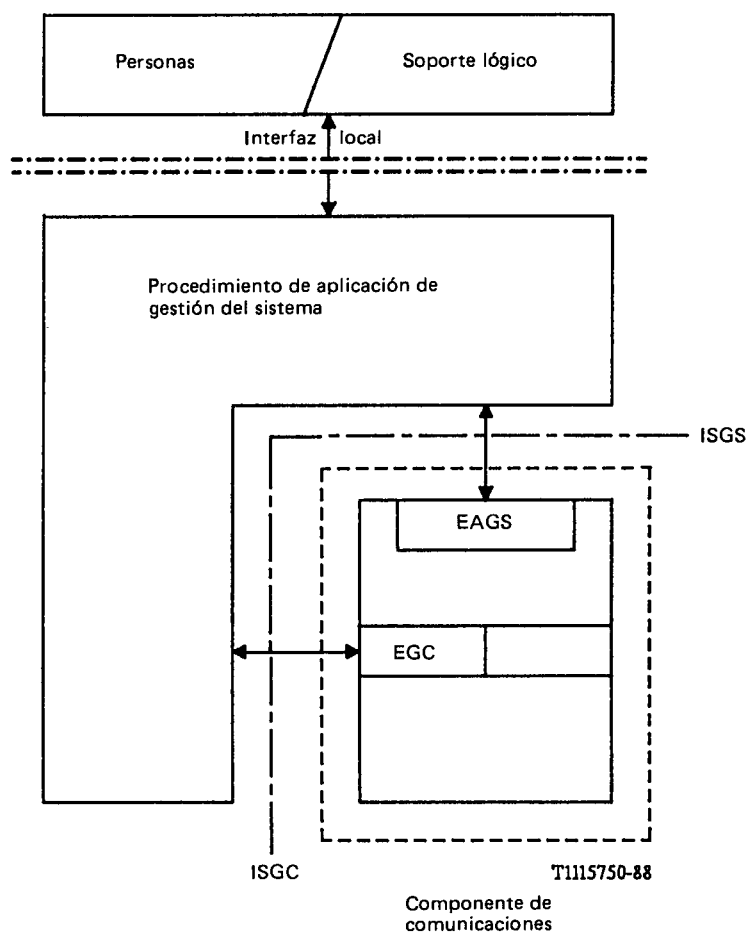 Personas
Soporte lógico
Interfaz local
Procedimiento de aplicación de
gestión del sistema
ISGS
EAGS
EGC
ISGC
T1115750-88
Componente de
comunicaciones